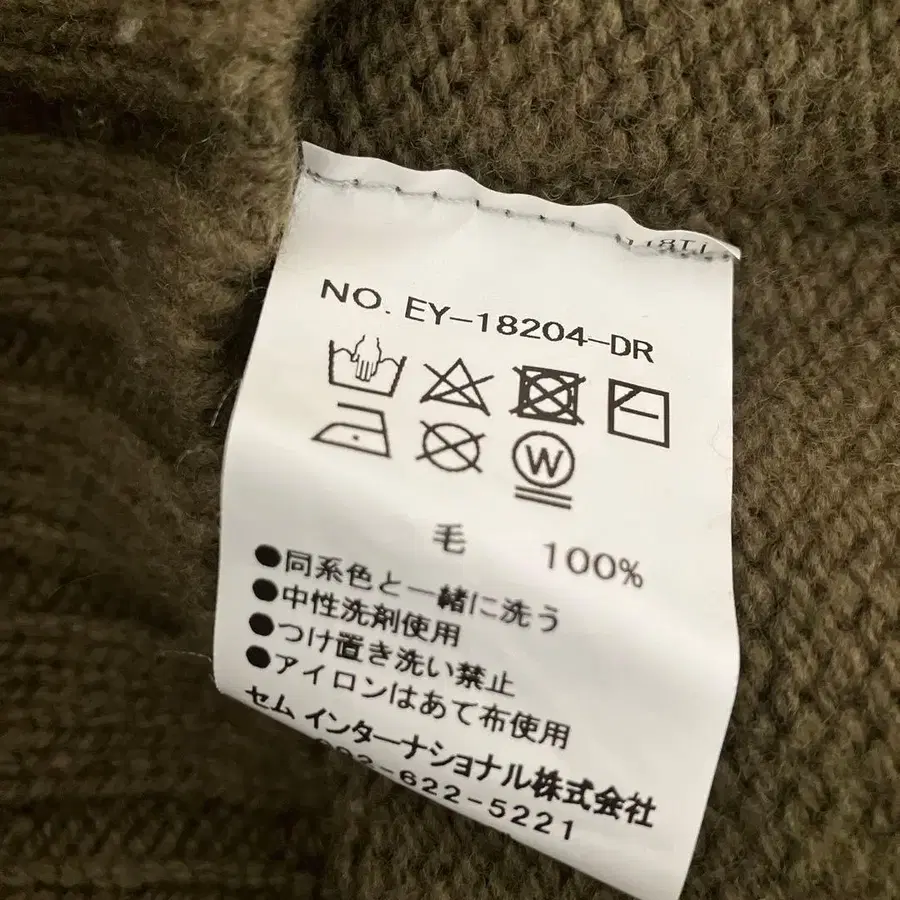 NO. EY-18204-DR
W
毛 100%
●同系色と一緒に洗う
●中性洗剤使用
●つけ置き洗い禁止
●アイロンはあて布使用
セム インターナショナル株式会社
092-622-5221